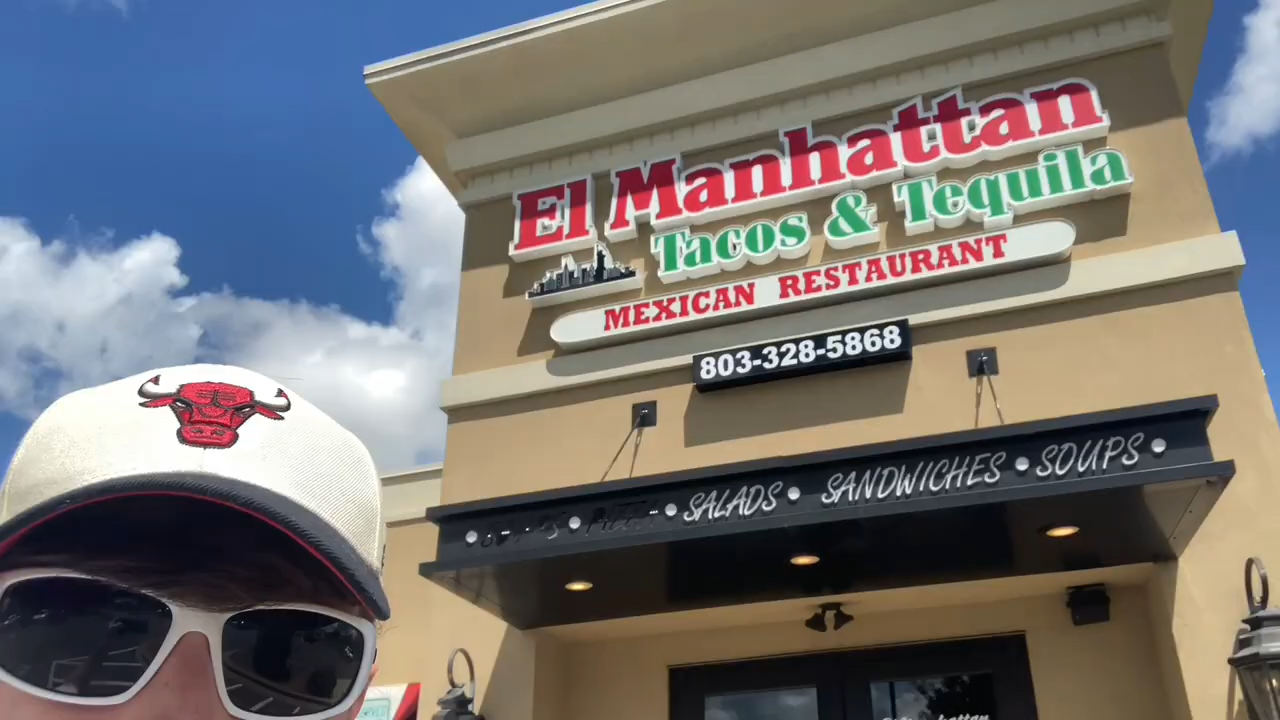 El Manhattan
Tacos & Tequila
MEXICAN RESTAURANT
803-328-5868
SALADS • SANDWICHES • SOUPS •